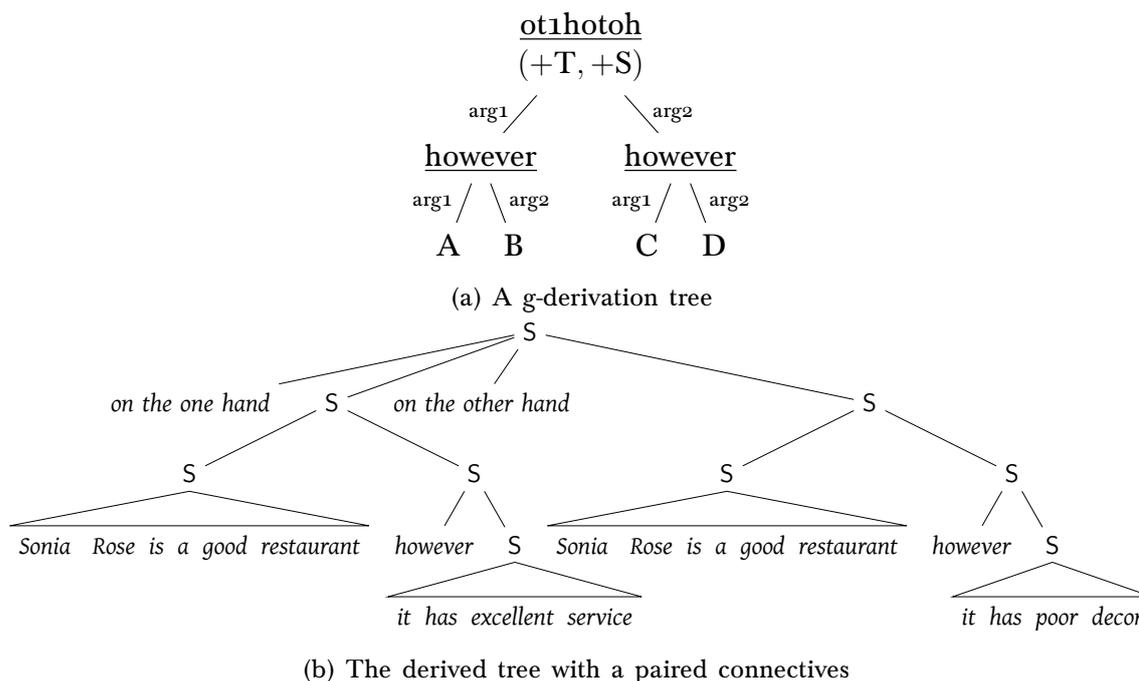 ot1hotoh
(+T, +S)
arg1 arg2
however however
arg1 arg2 arg1 arg2
A B C D
(a) A g-derivation tree
S
on the one hand S on the other hand S
S S S S
Sonia Rose is a good restaurant however S Sonia Rose is a good restaurant however S
it has excellent service it has poor decor
(b) The derived tree with a paired connectives